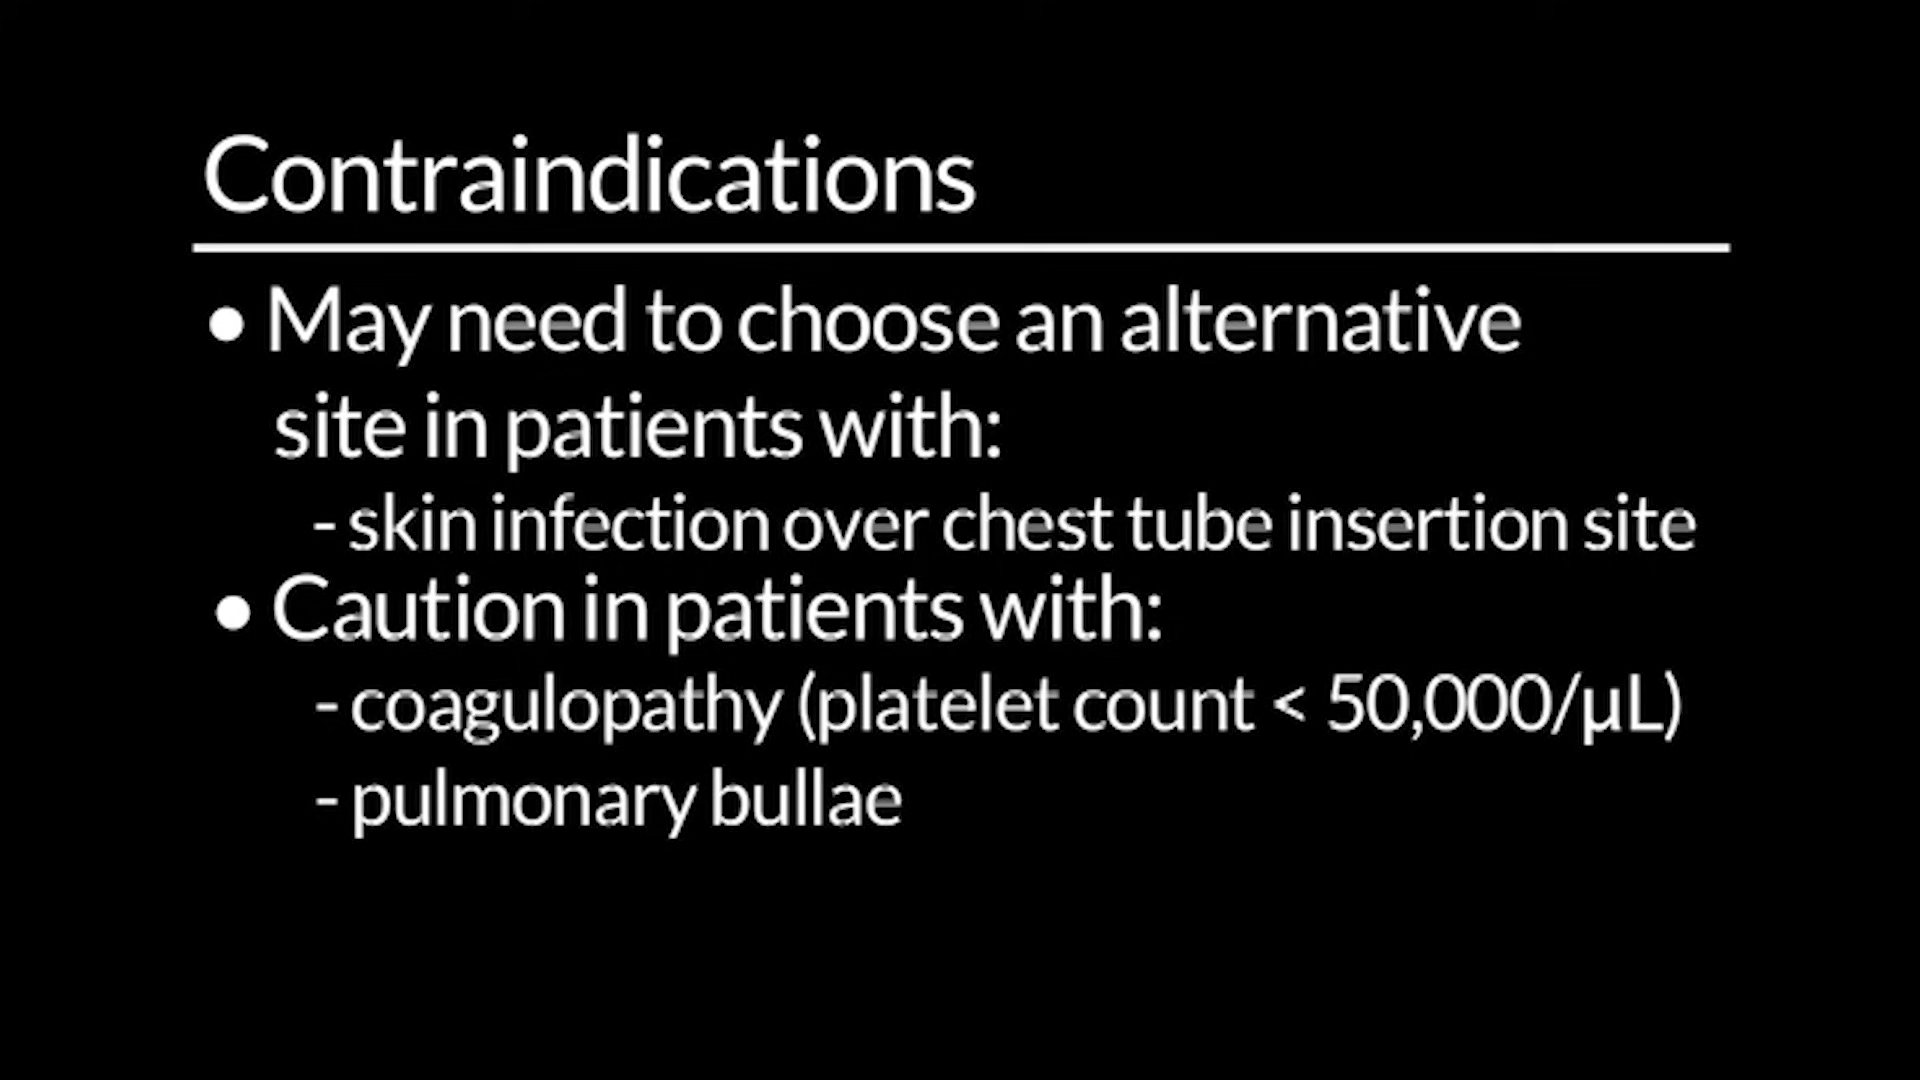 Contraindications
• May need to choose an alternative
site in patients with:
- skin infection over chest tube insertion site
• Caution in patients with:
- coagulopathy (platelet count < 50,000/µL)
- pulmonary bullae